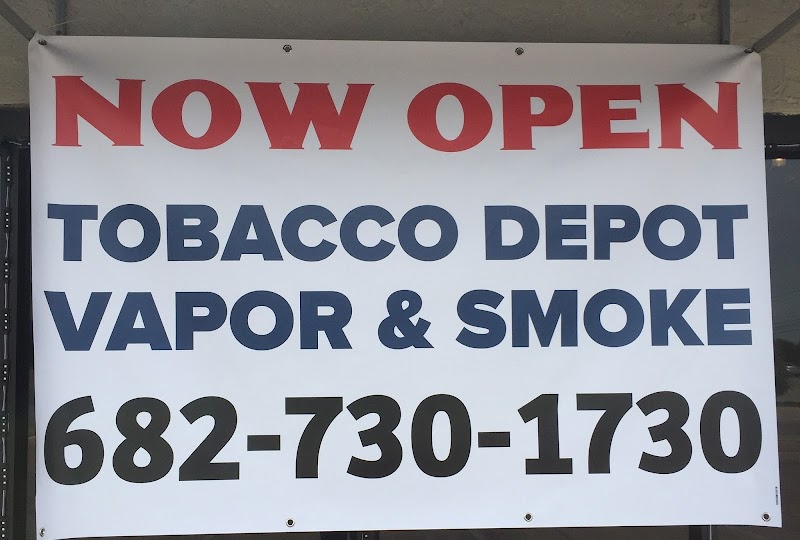 NOW OPEN
TOBACCO DEPOT
VAPOR & SMOKE
682-730-1730